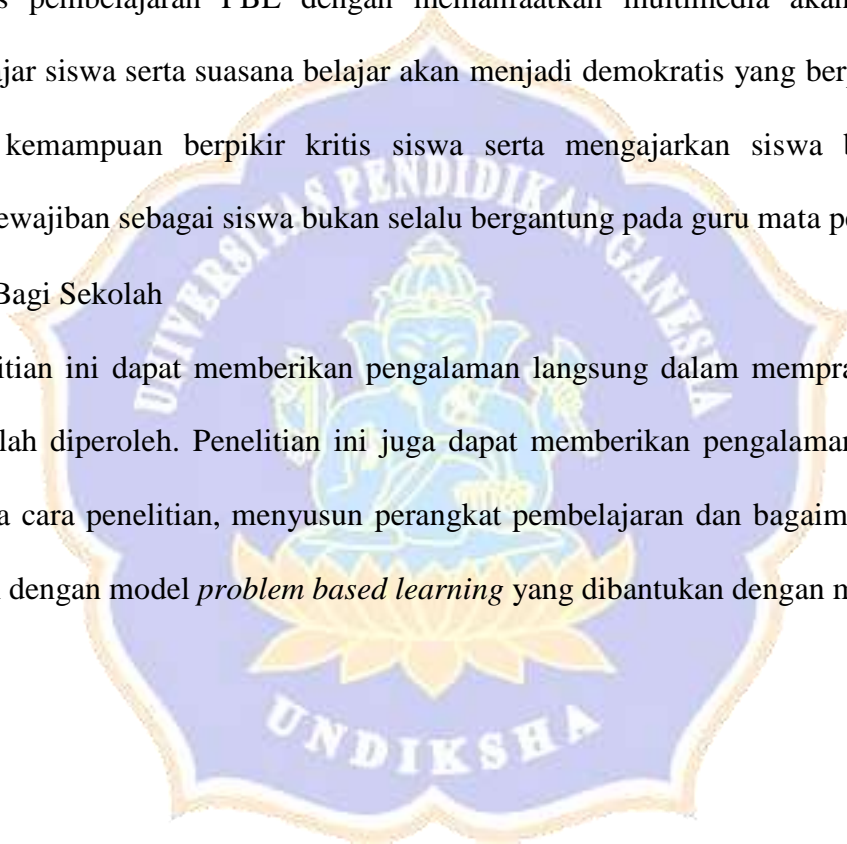 pembelajaran PBL dengan memanfaatkan multimedia akan
ajar siswa serta suasana belajar akan menjadi demokratis yang ber
kemampuan berpikir kritis siswa serta mengajarkan siswa b
ewajiban sebagai siswa bukan selalu bergantung pada guru mata pe
Bagi Sekolah
itian ini dapat memberikan pengalaman langsung dalam mempra
lah diperoleh. Penelitian ini juga dapat memberikan pengalaman
a cara penelitian, menyusun perangkat pembelajaran dan bagaim
dengan model problem based learning yang dibantukan dengan m
UNIVERSITAS PENDIDIKAN GANESHA
UNDIKSHA